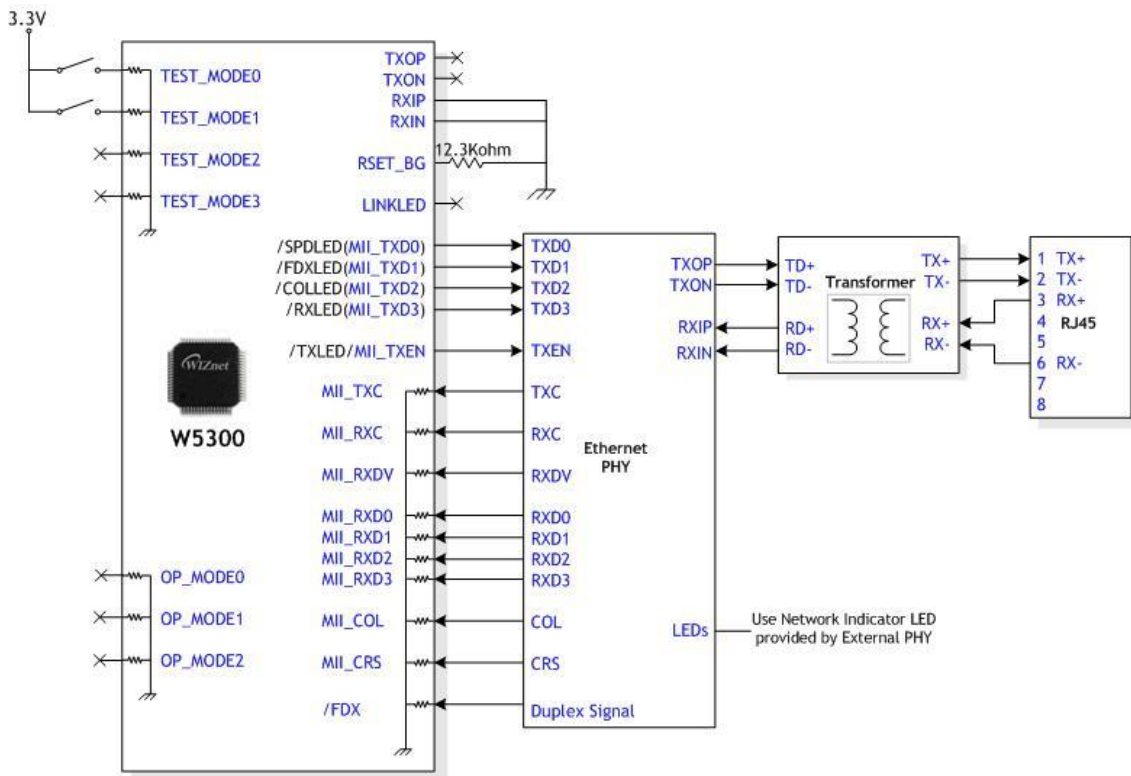 3.3V
TEST_MODE0
TEST_MODE1
TEST_MODE2
TEST_MODE3
TXOP
TXON
RXIP
RXIN
12.3Kohm
RSET_BG
LINKLED
/SPDLED(MII_TXD0)
/FDXLED(MII_TXD1)
/COLLED(MII_TXD2)
/RXLED(MII_TXD3)
/TXLED/MII_TXEN
WIZnet
W5300
MII_TXC
MII_RXC
MII_RXDV
MII_RXD0
MII_RXD1
MII_RXD2
MII_RXD3
MII_COL
MII_CRS
/FDX
OP_MODE0
OP_MODE1
OP_MODE2
TXD0
TXD1
TXD2
TXD3
TXEN
TXC
RXC
RXDV
RXD0
RXD1
RXD2
RXD3
COL
CRS
Duplex Signal
Ethernet
PHY
TXOP
TXON
RXIP
RXIN
LEDs
Use Network Indicator LED
provided by External PHY
TD+
TD-
RD+
RD-
Transformer
TX+
TX-
RX+
RX-
1 TX+
2 TX-
3 RX+
4
RJ45
5
6 RX-
7
8